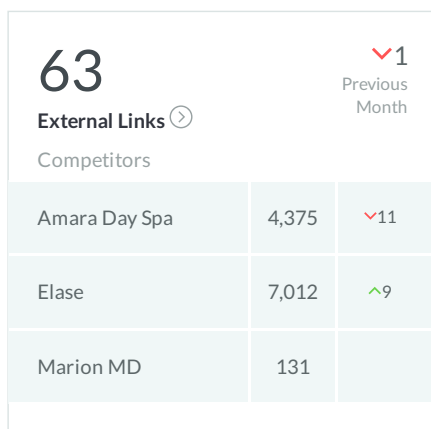 63
1
Previous
Month
External Links
Competitors
Amara Day Spa 4,375 11
Elase 7,012 9
Marion MD 131